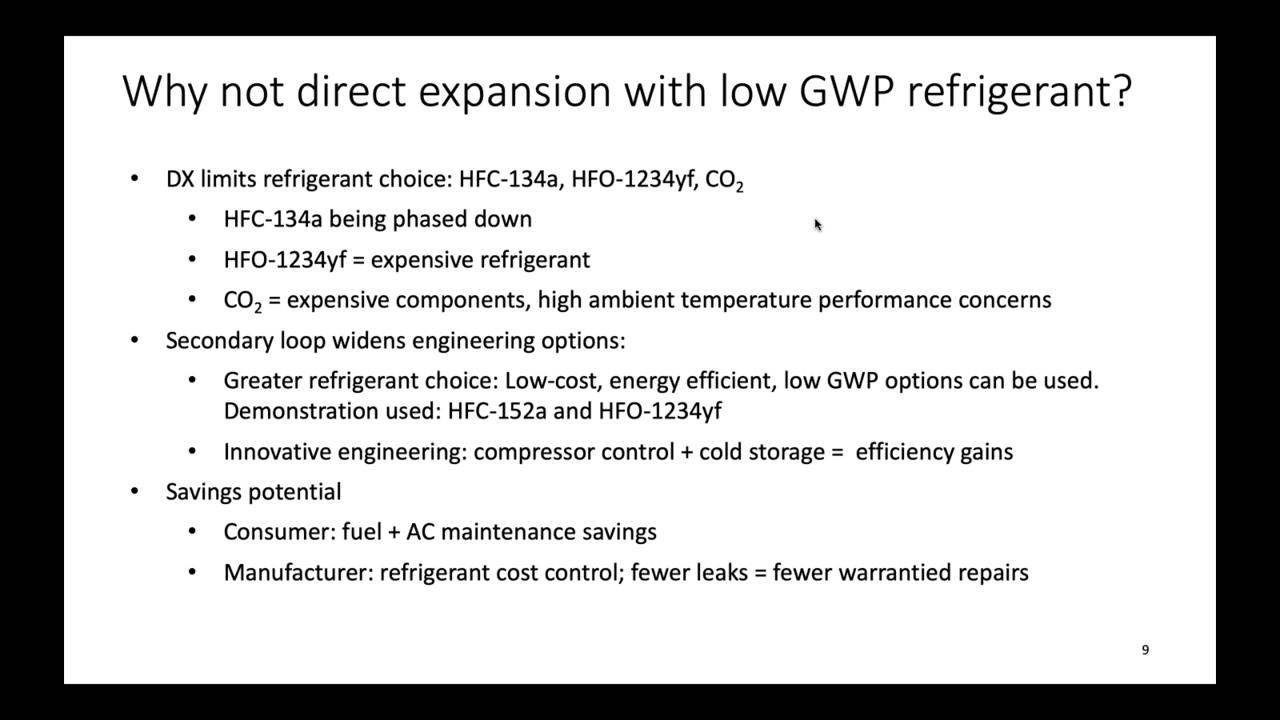 Why not direct expansion with low GWP refrigerant?
• DX limits refrigerant choice: HFC-134a, HFO-1234yf, CO₂
• HFC-134a being phased down
• HFO-1234yf = expensive refrigerant
• CO₂ = expensive components, high ambient temperature performance concerns
• Secondary loop widens engineering options:
• Greater refrigerant choice: Low-cost, energy efficient, low GWP options can be used.
Demonstration used: HFC-152a and HFO-1234yf
• Innovative engineering: compressor control + cold storage = efficiency gains
• Savings potential
• Consumer: fuel + AC maintenance savings
• Manufacturer: refrigerant cost control; fewer leaks = fewer warrantied repairs
9